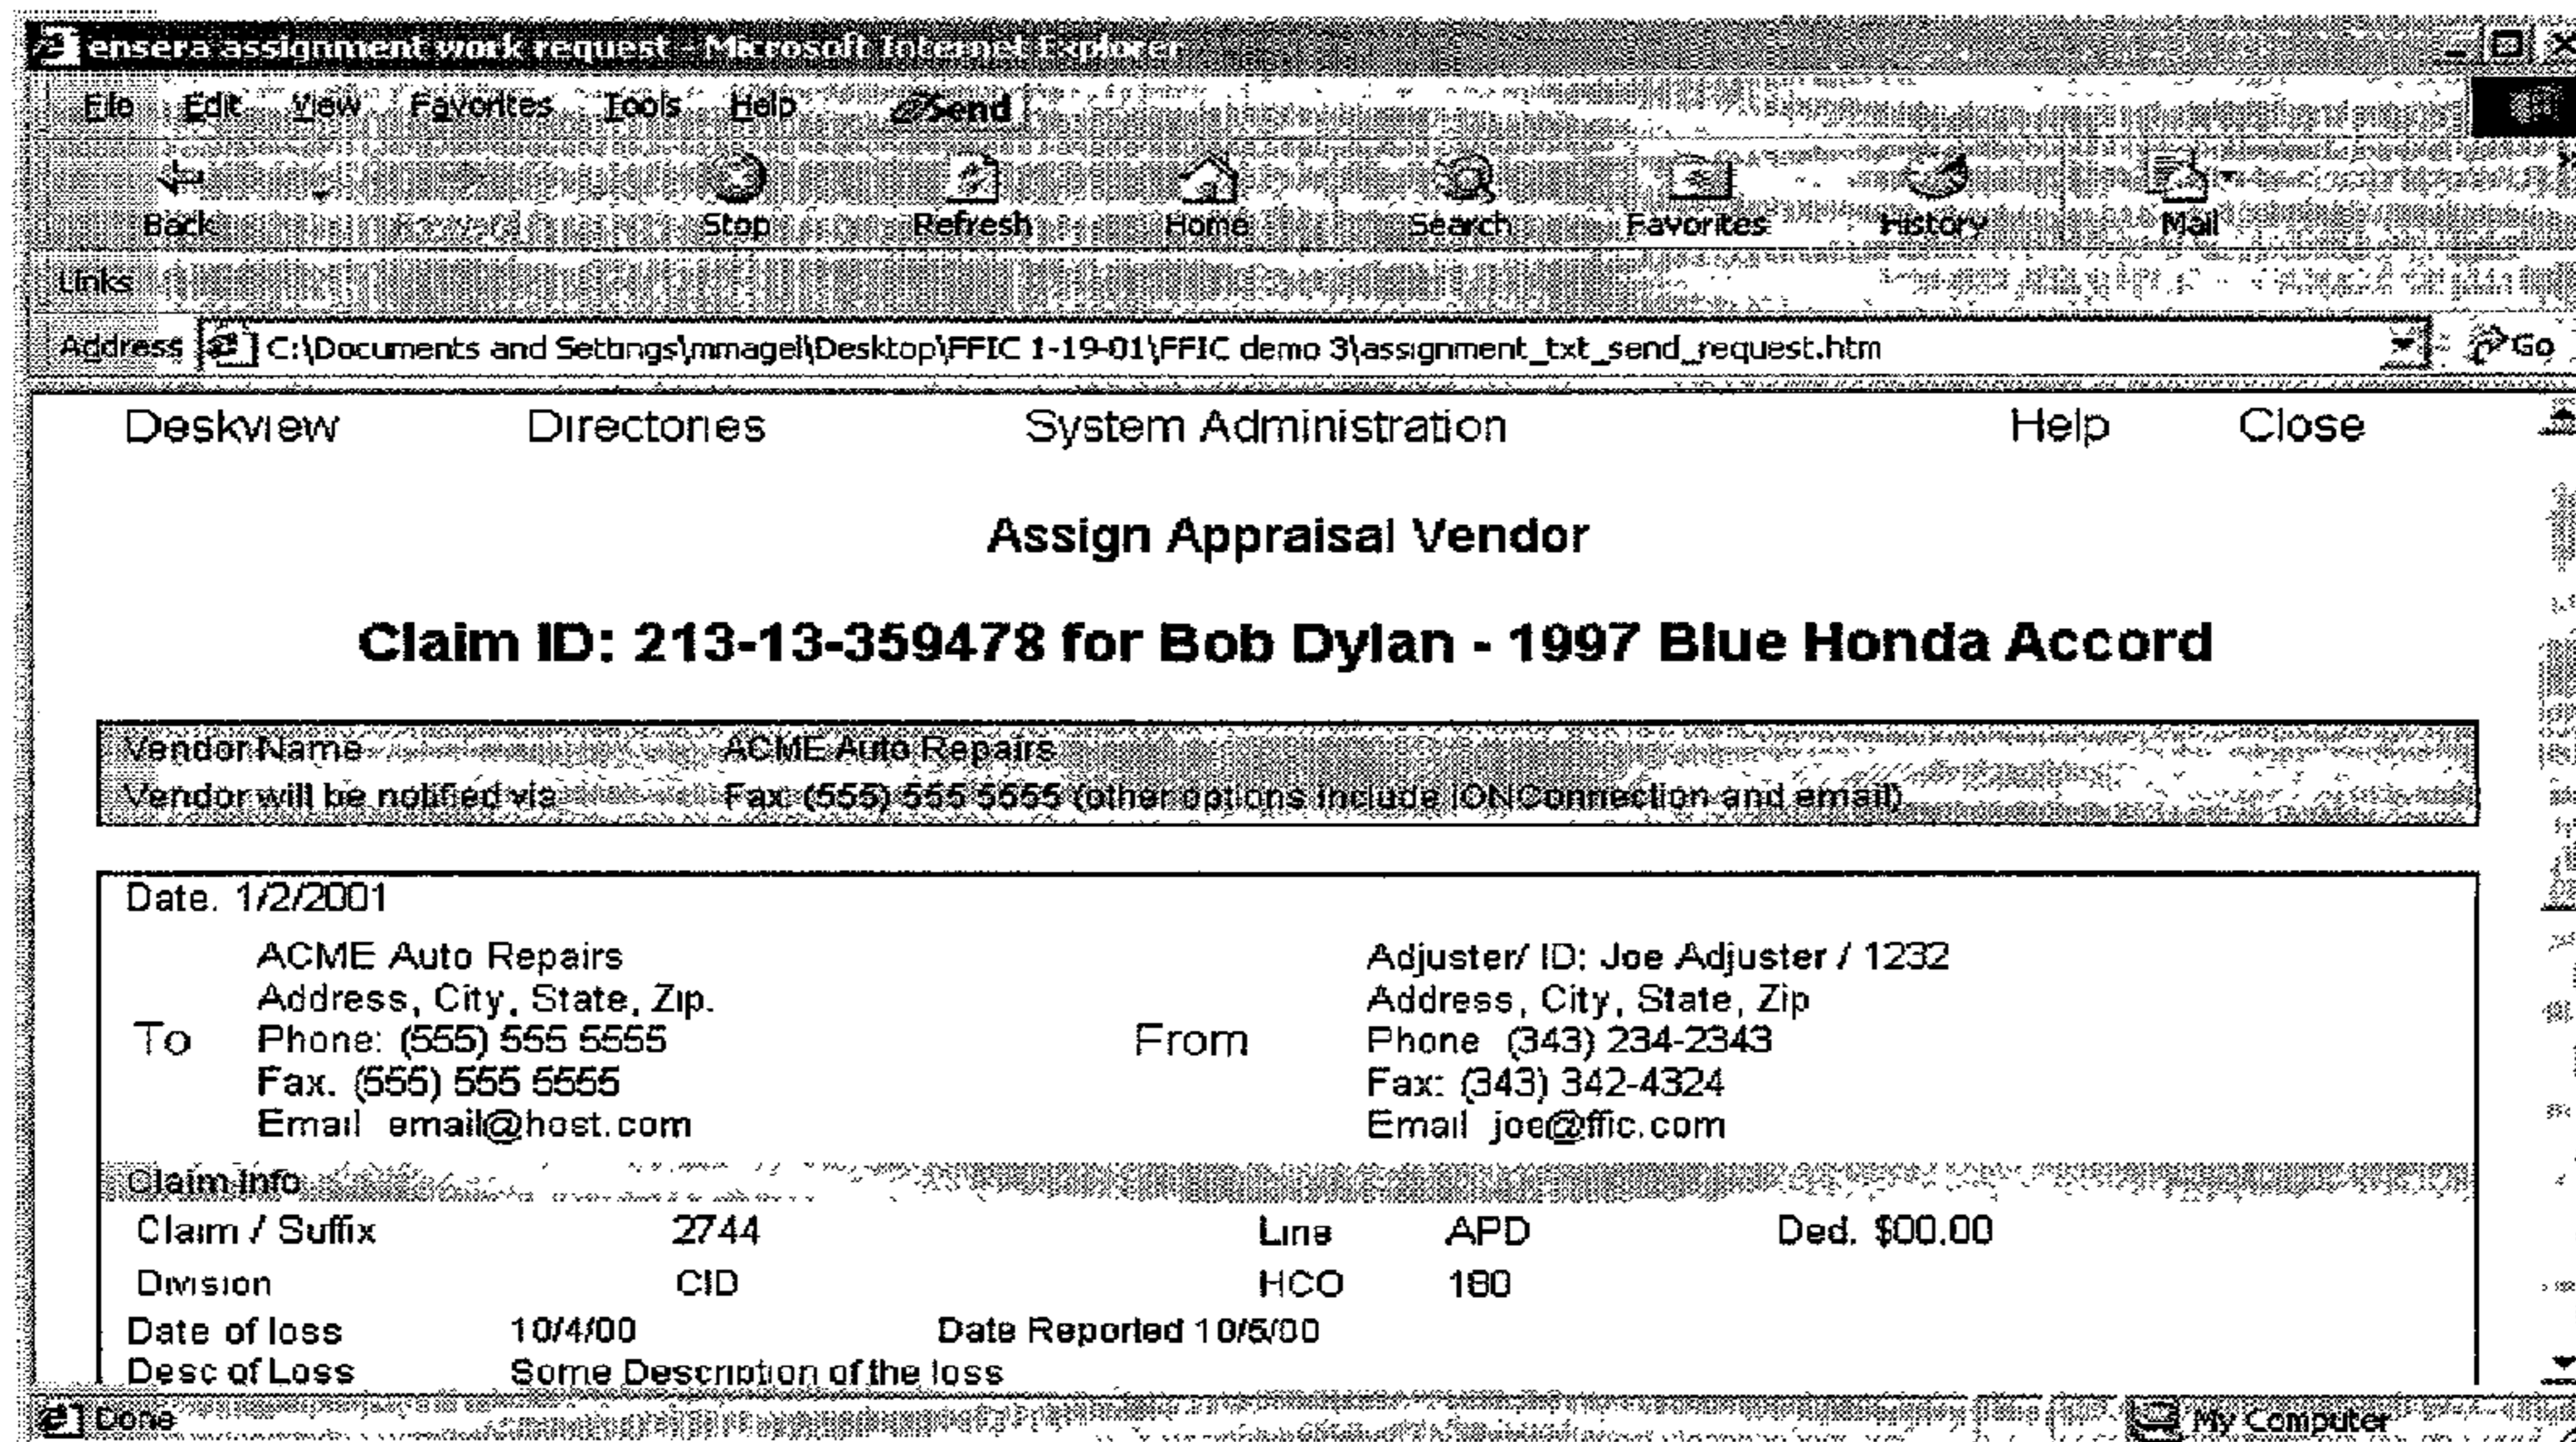 ensera assignment work request - Microsoft Internet Explorer
File Edit View Favorites Tools Help Send
Back Forward Stop Refresh Home Search Favorites History Mail
Links
Address C:\Documents and Settings\mmagel\Desktop\FFIC 1-19-01\FFIC demo 3\assignment_txt_send_request.htm Go
Deskview Directories System Administration Help Close
Assign Appraisal Vendor
Claim ID: 213-13-359478 for Bob Dylan - 1997 Blue Honda Accord
Vendor Name ACME Auto Repairs
Vendor will be notified via Fax: (555) 555 5555 (other options include IONConnection and email)
Date. 1/2/2001
ACME Auto Repairs Adjuster/ ID: Joe Adjuster / 1232
Address, City, State, Zip. Address, City, State, Zip
To Phone: (555) 555 5555 From Phone (343) 234-2343
Fax. (555) 555 5555 Fax: (343) 342-4324
Email email@host.com Email joe@ffic.com
Claim Info
Claim / Suffix 2744 Line APD Ded. $00.00
Division CID HCO 180
Date of loss 10/4/00 Date Reported 10/5/00
Desc of Loss Some Description of the loss
Done My Computer